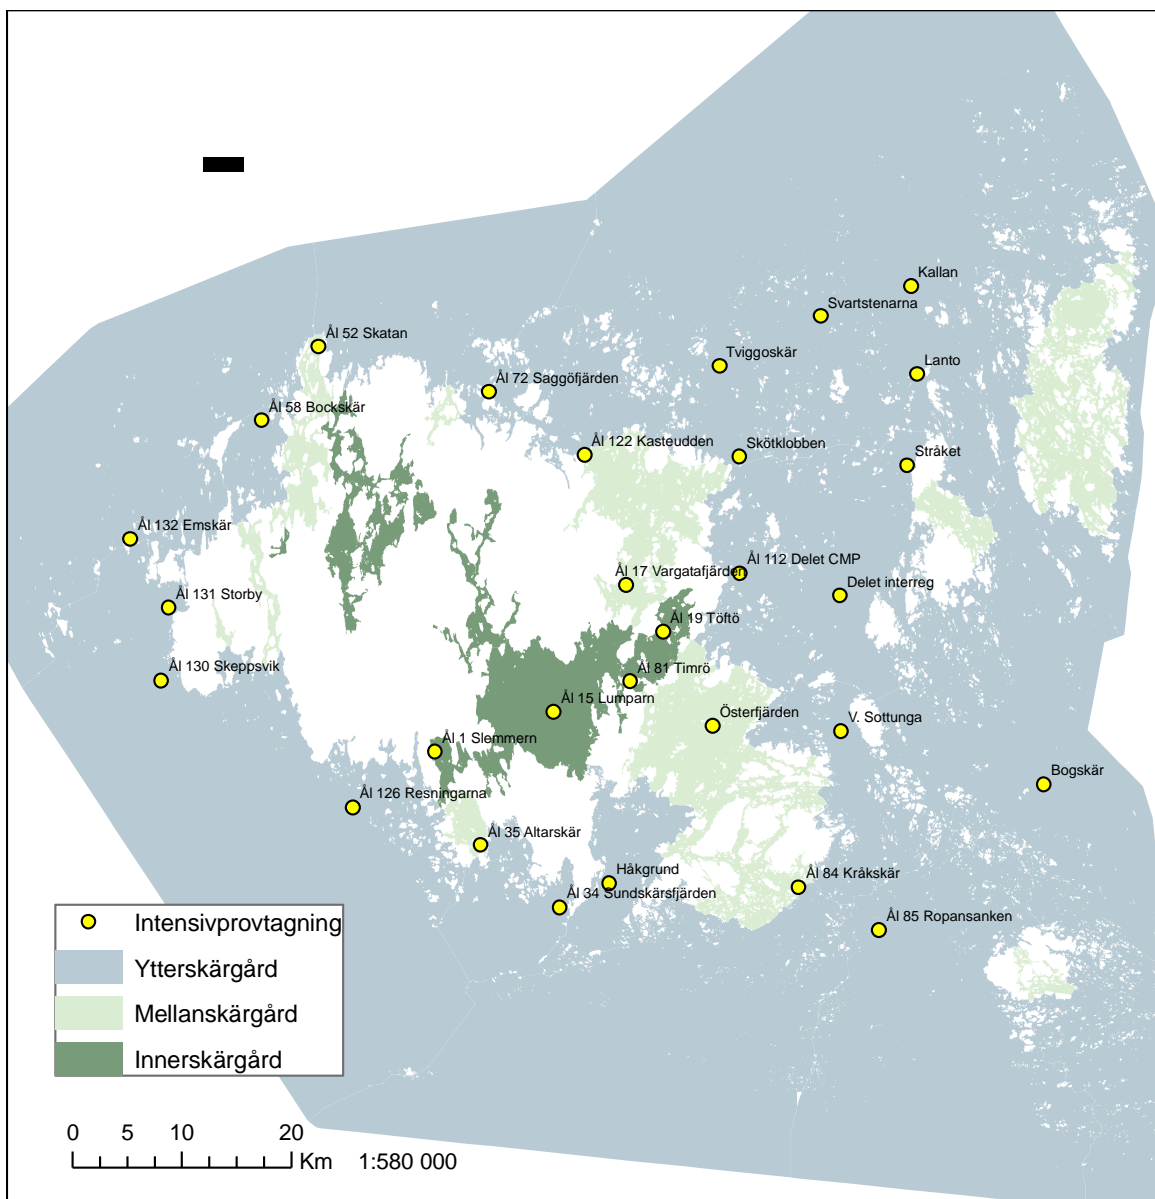 Kallan
Svartstenarna
Ål 52 Skatan
Tviggoskär
Lanto
Ål 72 Saggöfjärden
Ål 58 Bockskär
Ål 122 Kasteudden
Skötklobben
Stråket
Ål 132 Emskär
Ål 17 Vargatafjärden
Ål 112 Delet CMP
Delet interreg
Ål 131 Storby
Ål 19 Töftö
Ål 130 Skeppsvik
Ål 81 Timrö
Ål 15 Lumparn
Österfjärden
V. Sottunga
Ål 1 Slemmern
Bogskär
Ål 126 Resningarna
Ål 35 Altarskär
Håkgrund
Ål 84 Kråkskär
Ål 34 Sundskärsfjärden
Ål 85 Ropansanken
Intensivprovtagning
Ytterskärgård
Mellanskärgård
Innerskärgård
0 5 10 20
Km 1:580 000